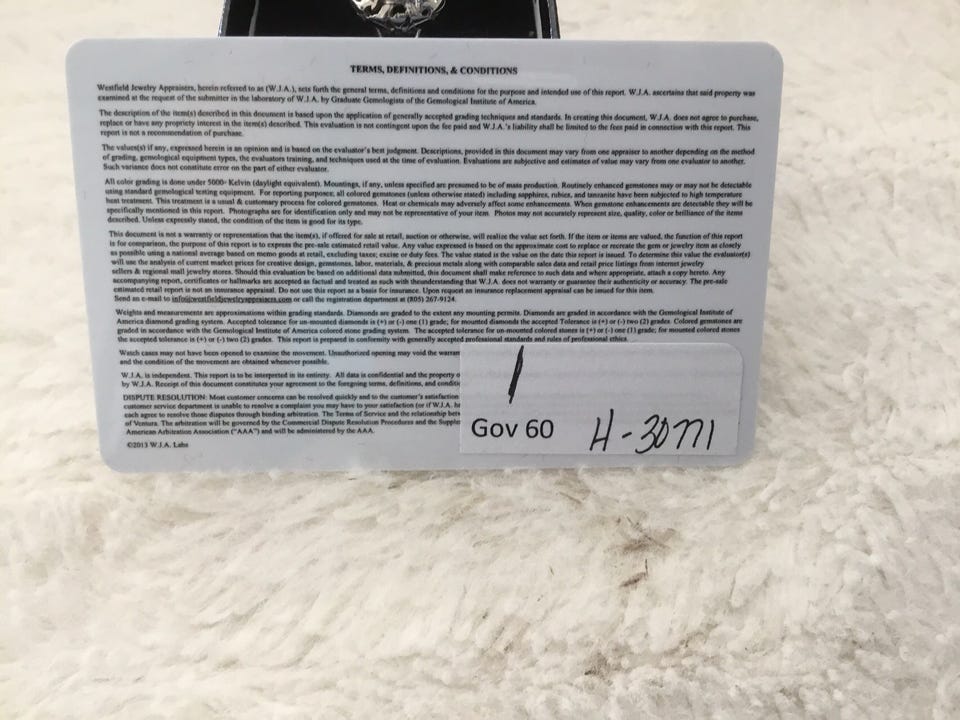 TERMS, DEFINITIONS, & CONDITIONS
Westfield Jewelry Appraisers, herein referred to as (W.J.A.), sets forth the general terms, definitions and conditions for the purpose and intended use of this report. W.J.A. ascertains that said property was
examined at the request of the submitter in the laboratory of W.J.A. by Graduate Gemologists of the Gemological Institute of America.
The description of the item(s) described in this document is based upon the application of generally accepted grading techniques and standards. In creating this document, W.J.A. does not agree to purchase,
replace or have any propriety interest in the item(s) described. This evaluation is not contingent upon the fee paid and W.J.A.'s liability shall be limited to the fees paid in connection with this report. This
report is not a recommendation of purchase.
The values(s) if any, expressed herein is an opinion and is based on the evaluator's best judgment. Descriptions, provided in this document may vary from one appraiser to another depending on the method
of grading, gemological equipment types, the evaluators training, and techniques used at the time of evaluation. Evaluations are subjective and estimates of value may vary from one evaluator to another.
Such variance does not constitute error on the part of either evaluator.
All color grading is done under 5000° Kelvin (daylight equivalent). Mountings, if any, unless specified are presumed to be of mass production. Routinely enhanced gemstones may or may not be detectable
using standard gemological testing equipment. For reporting purposes, all colored gemstones (unless otherwise stated) including sapphires, rubies, and tanzanite have been subjected to high temperature
heat treatment. This treatment is a usual & customary process for colored gemstones. Heat or chemicals may adversely affect some enhancements. When gemstone enhancements are detectable they will be
specifically mentioned in this report. Photographs are for identification only and may not be representative of your item. Photos may not accurately represent size, quality, color or brilliance of the items
described. Unless expressly stated, the condition of the item is good for its type.
This document is not a warranty or representation that the item(s), if offered for sale at retail, auction or otherwise, will realize the value set forth. If the item or items are valued, the function of this report
is for comparison, the purpose of this report is to express the pre-sale estimated retail value. Any value expressed is based on the approximate cost to replace or recreate the gem or jewelry item as closely
as possible using a national average based on memo goods at retail, excluding taxes; excise or duty fees. The value stated is the value on the date this report is issued. To determine this value the evaluator(s)
will use the analysis of current market prices for creative design, gemstones, labor, materials, & precious metals along with comparable sales data and retail price listings from internet jewelry
sellers & regional mall jewelry stores. Should this evaluation be based on additional data submitted, this document shall make reference to such data and where appropriate, attach a copy hereto. Any
accompanying report, certificates or hallmarks are accepted as factual and treated as such with theunderstanding that W.J.A. does not warranty or guarantee their authenticity or accuracy. The pre-sale
estimated retail report is not an insurance appraisal. Do not use this report as a basis for insurance. Upon request an insurance replacement appraisal can be issued for this item.
Send an e-mail to info@westfieldjewelryappraisers.com or call the registration department at (805) 267-9124.
Weights and measurements are approximations within grading standards. Diamonds are graded to the extent any mounting permits. Diamonds are graded in accordance with the Gemological Institute of
America diamond grading system. Accepted tolerance for un-mounted diamonds is (+) or (-) one (1) grade; for mounted diamonds the accepted Tolerance is (+) or (-) two (2) grades. Colored gemstones are
graded in accordance with the Gemological Institute of America colored stone grading system. The accepted tolerance for un-mounted colored stones is (+) or (-) one (1) grade; for mounted colored stones
the accepted tolerance is (+) or (-) two (2) grades. This report is prepared in conformity with generally accepted professional standards and rules of professional ethics.
Watch cases may not have been opened to examine the movement. Unauthorized opening may void the warran
and the condition of the movement are obtained whenever possible.
W.J.A. is independent. This report is to be interpreted in its entirety. All data is confidential and the property o
by W.J.A. Receipt of this document constitutes your agreement to the foregoing terms, definitions, and conditi
DISPUTE RESOLUTION: Most customer concerns can be resolved quickly and to the customer's satisfaction
customer service department is unable to resolve a complaint you may have to your satisfaction (or if W.J.A. ha
each agree to resolve those disputes through binding arbitration. The Terms of Service and the relationship betw
of Ventura. The arbitration will be governed by the Commercial Dispute Resolution Procedures and the Supple
American Arbitration Association ("AAA") and will be administered by the AAA.
©2013 W.J.A. Labs
Gov 60 H-30771